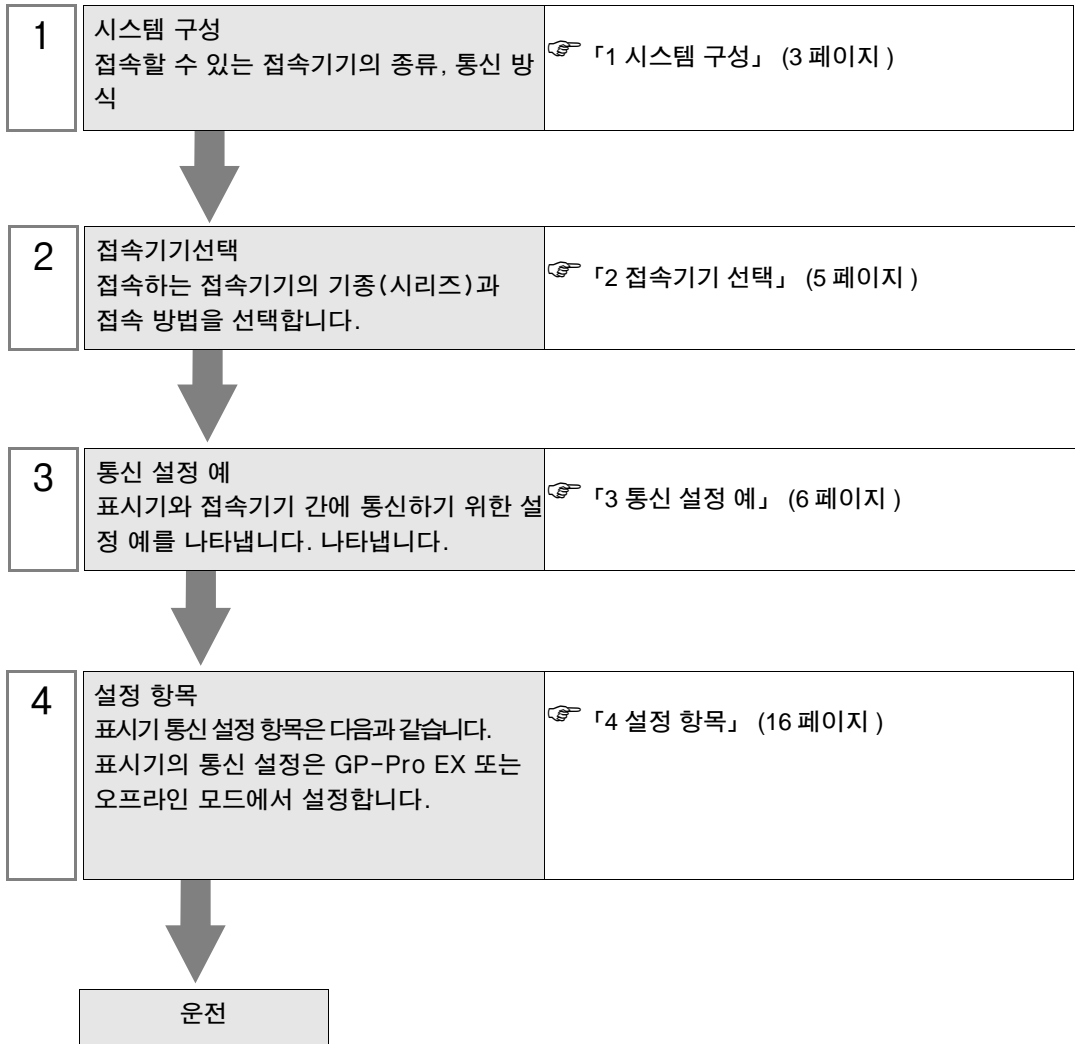 1
시스템 구성
접속할 수 있는 접속기기의 종류, 통신 방
식
☞ 「1 시스템 구성」 (3 페이지 )
2
접속기기선택
접속하는 접속기기의 기종(시리즈)과
접속 방법을 선택합니다.
☞ 「2 접속기기 선택」 (5 페이지 )
3
통신 설정 예
표시기와 접속기기 간에 통신하기 위한 설
정 예를 나타냅니다. 나타냅니다.
☞ 「3 통신 설정 예」 (6 페이지 )
4
설정 항목
표시기 통신 설정 항목은 다음과 같습니다.
표시기의 통신 설정은 GP-Pro EX 또는
오프라인 모드에서 설정합니다.
☞ 「4 설정 항목」 (16 페이지 )
운전